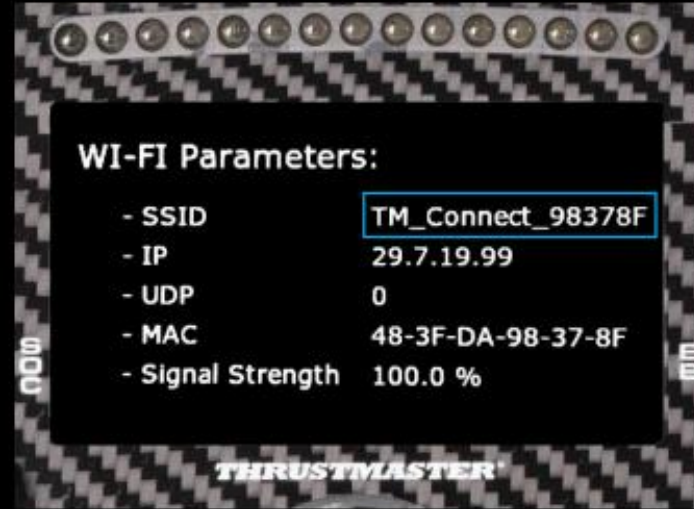 WI-FI Parameters:
- SSID TM_Connect_98378F
- IP 29.7.19.99
- UDP 0
- MAC 48-3F-DA-98-37-8F
- Signal Strength 100.0 %
SOC
THRUSTMASTER